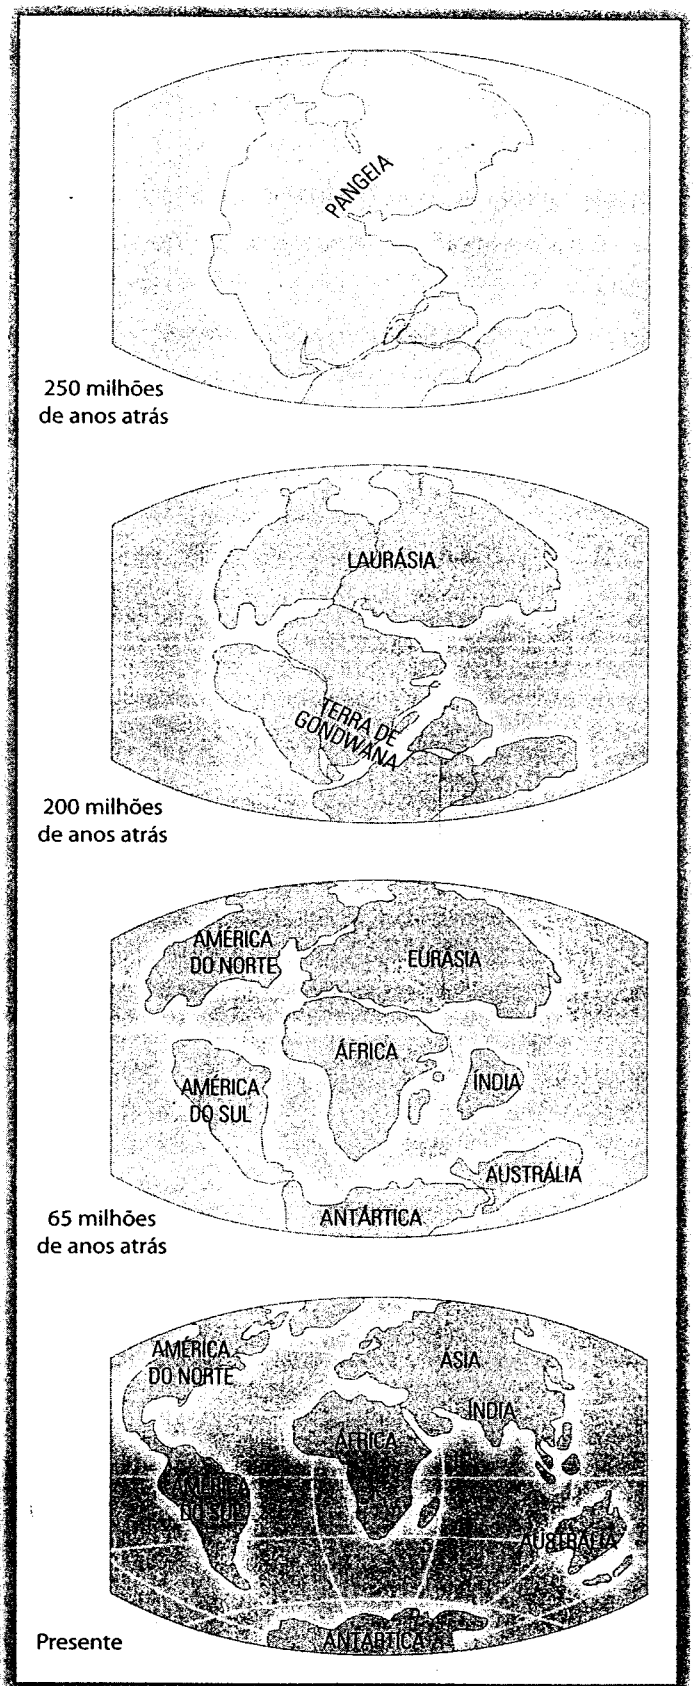 PANGEIA
250 milhões
de anos atrás
LAURÁSIA
TERRA DE
GONDWANA
200 milhões
de anos atrás
AMÉRICA
DO NORTE
EURÁSIA
ÁFRICA
ÍNDIA
AMÉRICA
DO SUL
AUSTRÁLIA
ANTÁRTICA
65 milhões
de anos atrás
AMÉRICA
DO NORTE
ÁSIA
ÍNDIA
ÁFRICA
AMÉRICA
DO SUL
AUSTRÁLIA
ANTÁRTICA
Presente